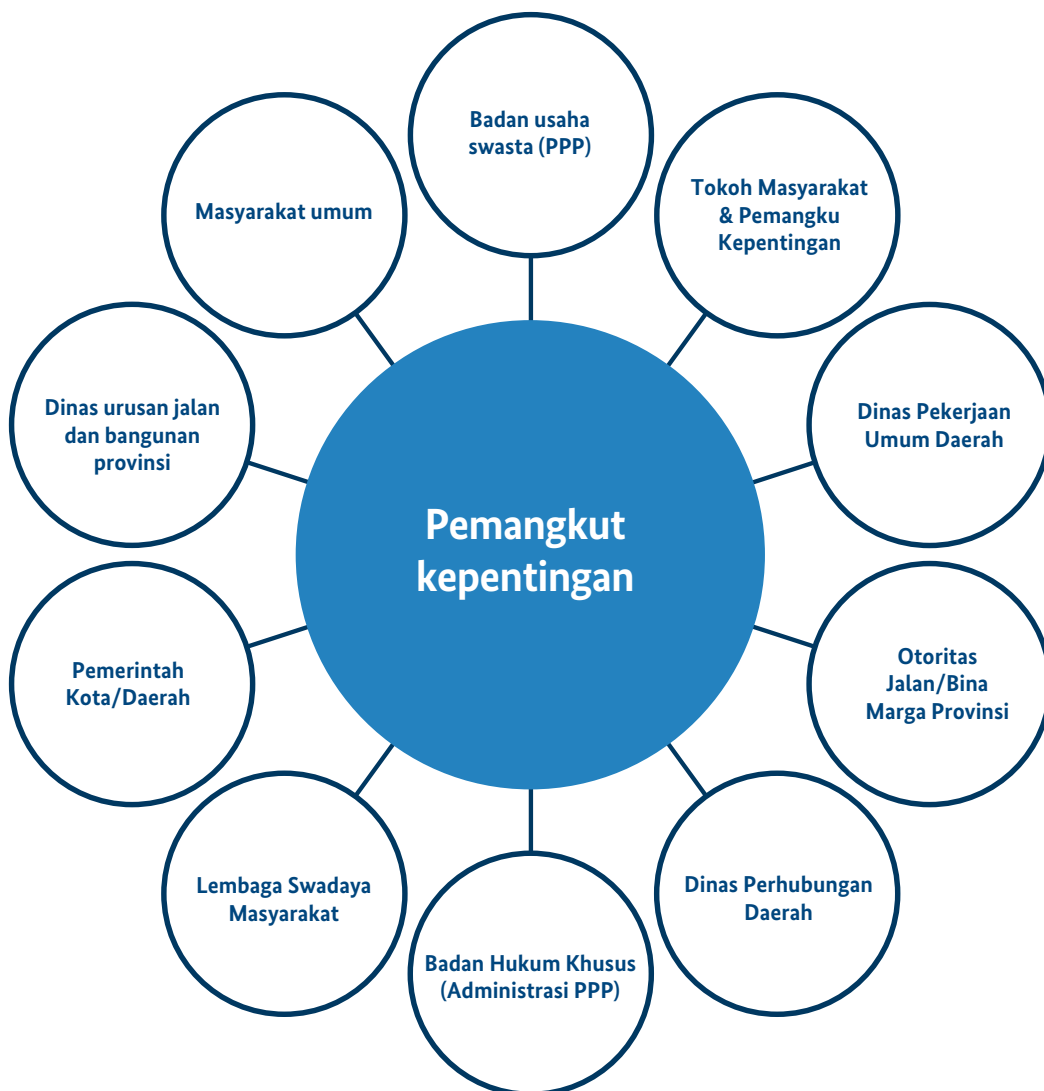 Badan usaha
swasta (PPP)
Tokoh Masyarakat
& Pemangku
Kepentingan
Masyarakat umum
Dinas urusan jalan
dan bangunan
provinsi
Dinas Pekerjaan
Umum Daerah
Pemangkut
kepentingan
Pemerintah
Kota/Daerah
Otoritas
Jalan/Bina
Marga Provinsi
Lembaga Swadaya
Masyarakat
Dinas Perhubungan
Daerah
Badan Hukum Khusus
(Administrasi PPP)